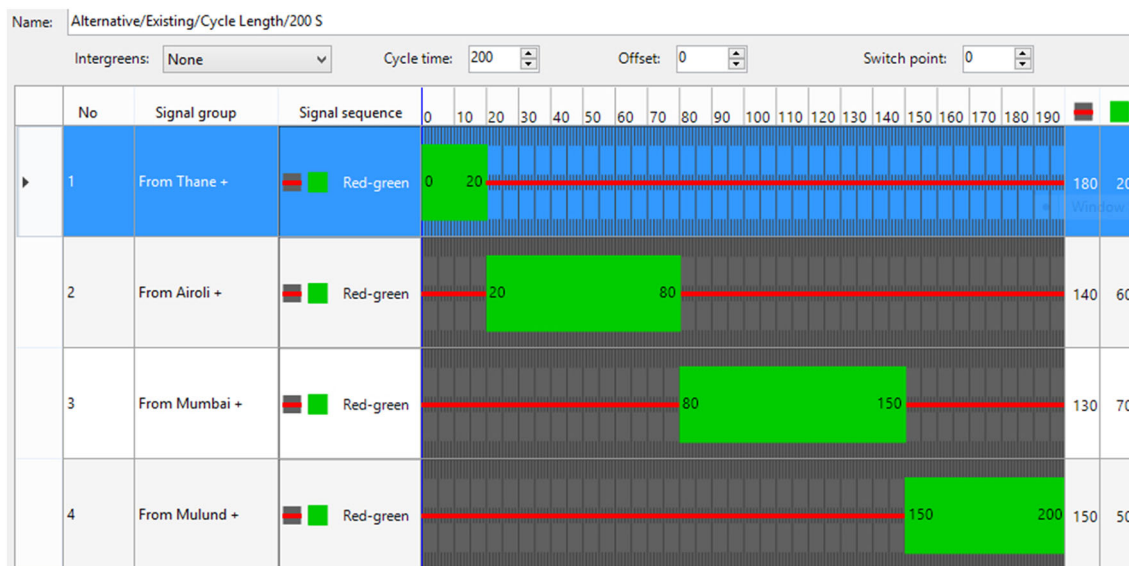 Name: Alternative/Existing/Cycle Length/200 S
Intergreens: None Cycle time: 200 Offset: 0 Switch point: 0
No Signal group Signal sequence 0 10 20 30 40 50 60 70 80 90 100 110 120 130 140 150 160 170 180 190
1 From Thane + Red-green 0 20 180 20
Window
2 From Airoli + Red-green 20 80 140 60
3 From Mumbai + Red-green 80 150 130 70
4 From Mulund + Red-green 150 200 150 50